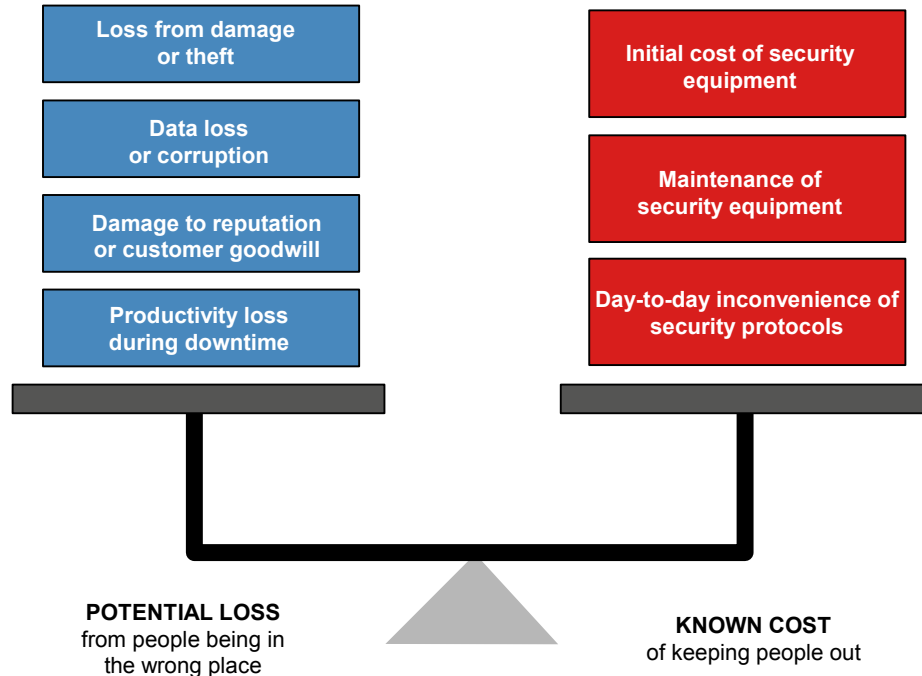 Loss from damage
or theft
Data loss
or corruption
Damage to reputation
or customer goodwill
Productivity loss
during downtime
Initial cost of security
equipment
Maintenance of
security equipment
Day-to-day inconvenience of
security protocols
POTENTIAL LOSS
from people being in
the wrong place
KNOWN COST
of keeping people out